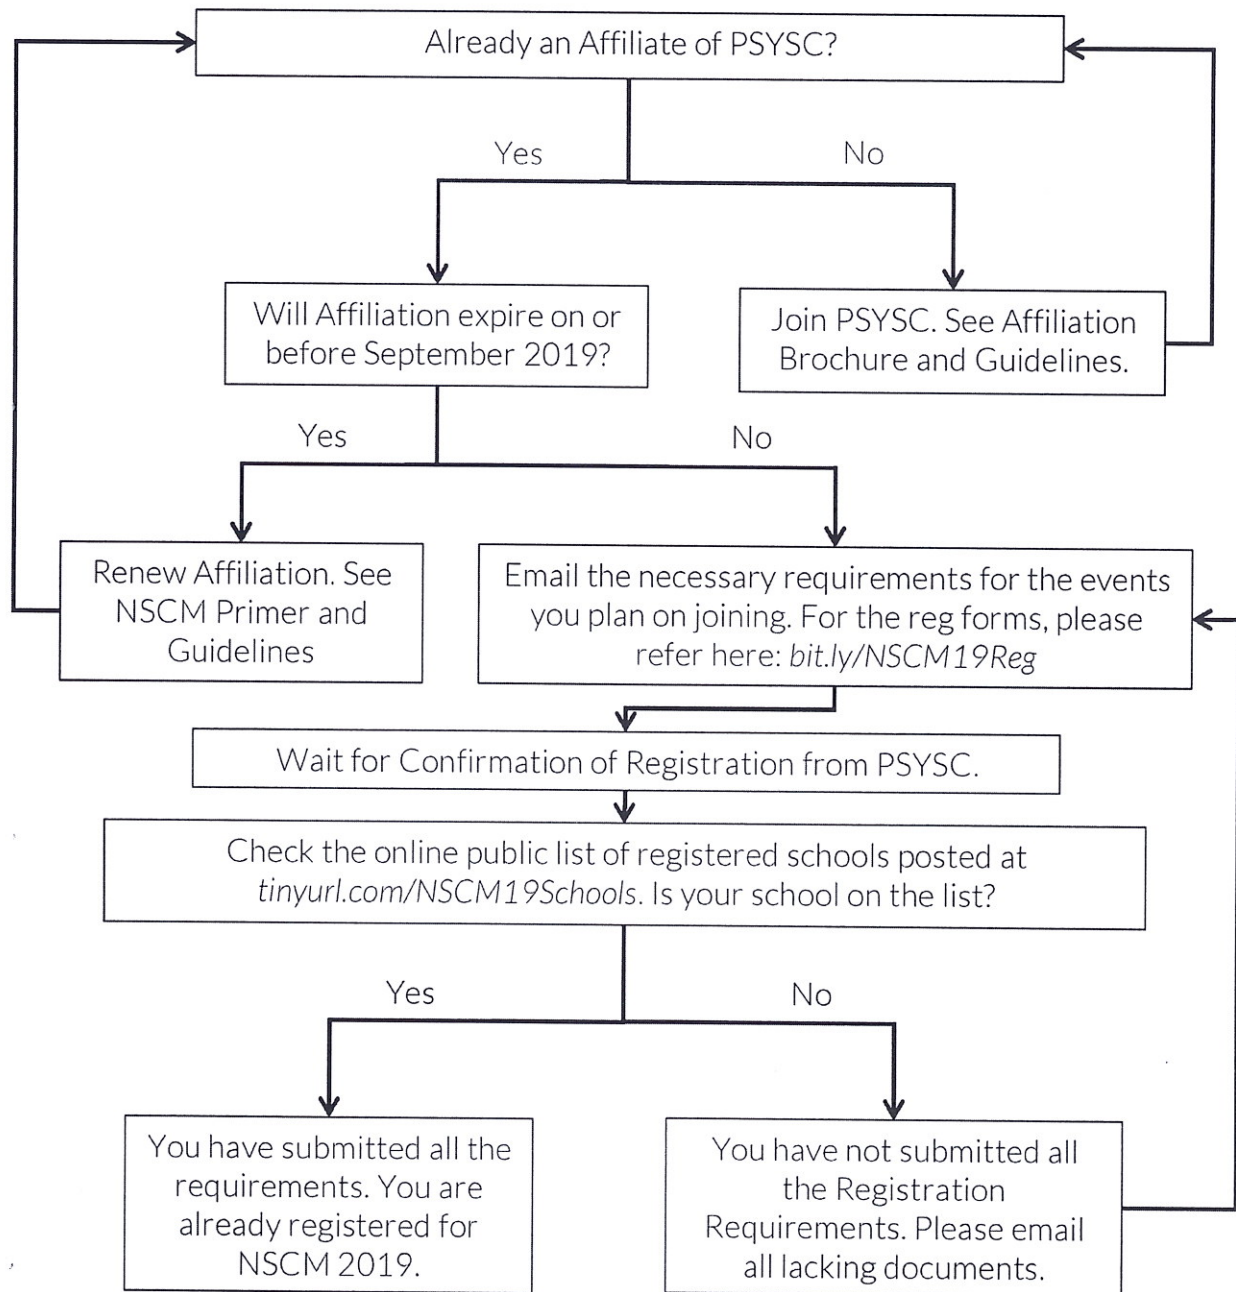 Already an Affiliate of PSYSC?
Yes
No
Will Affiliation expire on or
before September 2019?
Join PSYSC. See Affiliation
Brochure and Guidelines.
Yes
No
Renew Affiliation. See
NSCM Primer and
Guidelines
Email the necessary requirements for the events
you plan on joining. For the reg forms, please
refer here: bit.ly/NSCM19Reg
Wait for Confirmation of Registration from PSYSC.
Check the online public list of registered schools posted at
tinyurl.com/NSCM19Schools. Is your school on the list?
Yes
No
You have submitted all the
requirements. You are
already registered for
NSCM 2019.
You have not submitted all
the Registration
Requirements. Please email
all lacking documents.